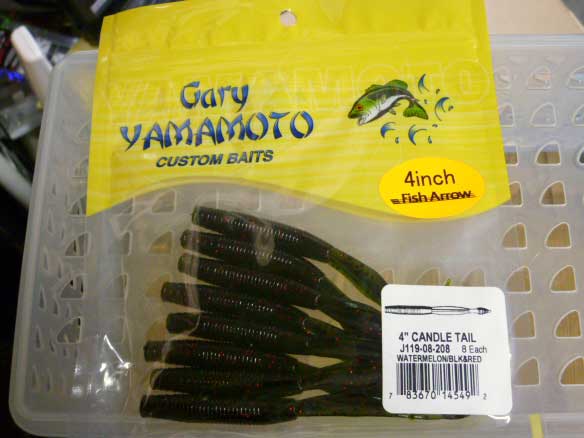 Gary
YAMAMOTO
CUSTOM BAITS
4inch
Fish Arrow
4" CANDLE TAIL
J119-08-208 8 Each
WATERMELON/BLK&RED
7 83670 14549 2